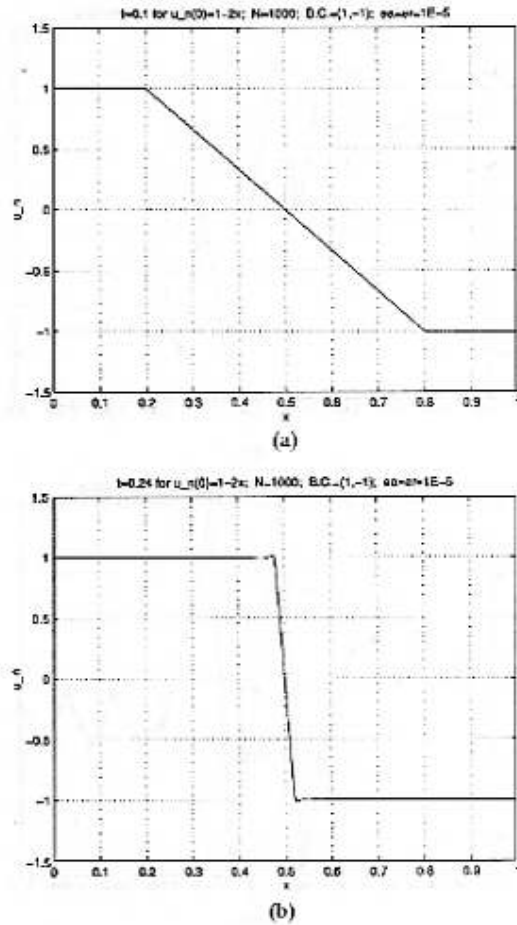 t=0.1 for u_n(0)=1-2x; N=1000; B.C.=(1,-1); ea=er=1E-5
1.5
1
0.5
0
-0.5
-1
-1.5
u_n
0 0.1 0.2 0.3 0.4 0.5 0.6 0.7 0.8 0.9 1
x
(a)
t=0.24 for u_n(0)=1-2x; N=1000; B.C.=(1,-1); ea=er=1E-5
1.5
1
0.5
0
-0.5
-1
-1.5
u_n
0 0.1 0.2 0.3 0.4 0.5 0.6 0.7 0.8 0.9
x
(b)